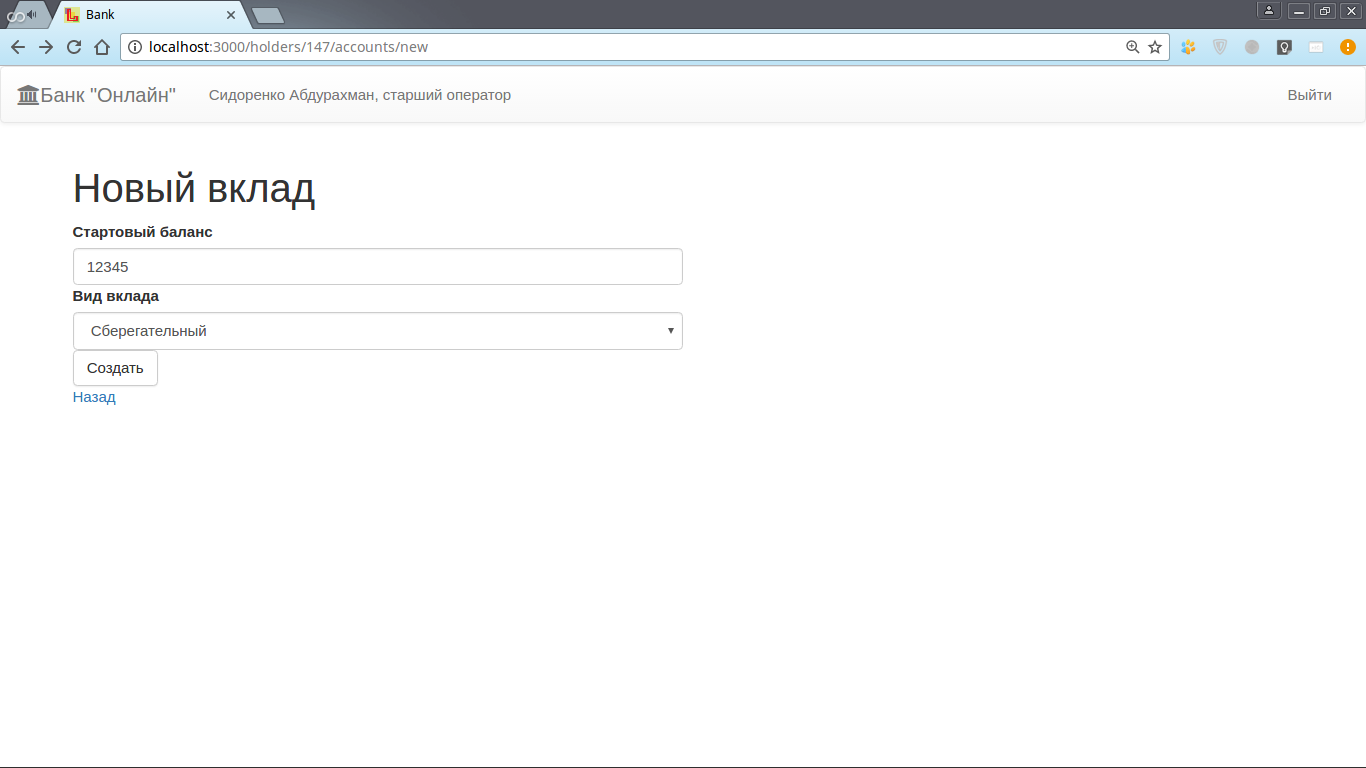 Bank
localhost:3000/holders/147/accounts/new
Банк "Онлайн" Сидоренко Абдурахман, старший оператор Выйти
Новый вклад
Стартовый баланс
12345
Вид вклада
Сберегательный
Создать
Назад